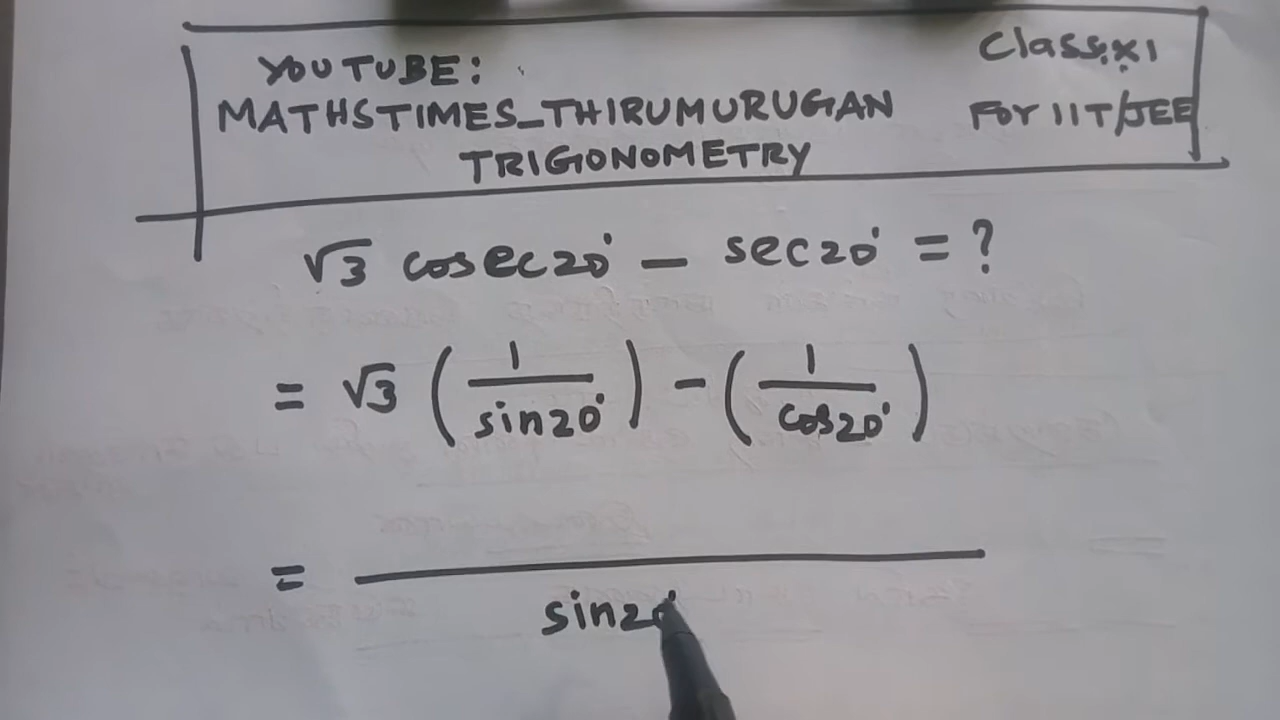 YOUTUBE: Class:XI
MATHSTIMES_THIRUMURUGAN FOR IIT/JEE
TRIGONOMETRY
√3 cosec20° - sec20° = ?
= √3 (1/sin20°) - (1/cos20°)
= /sin20°